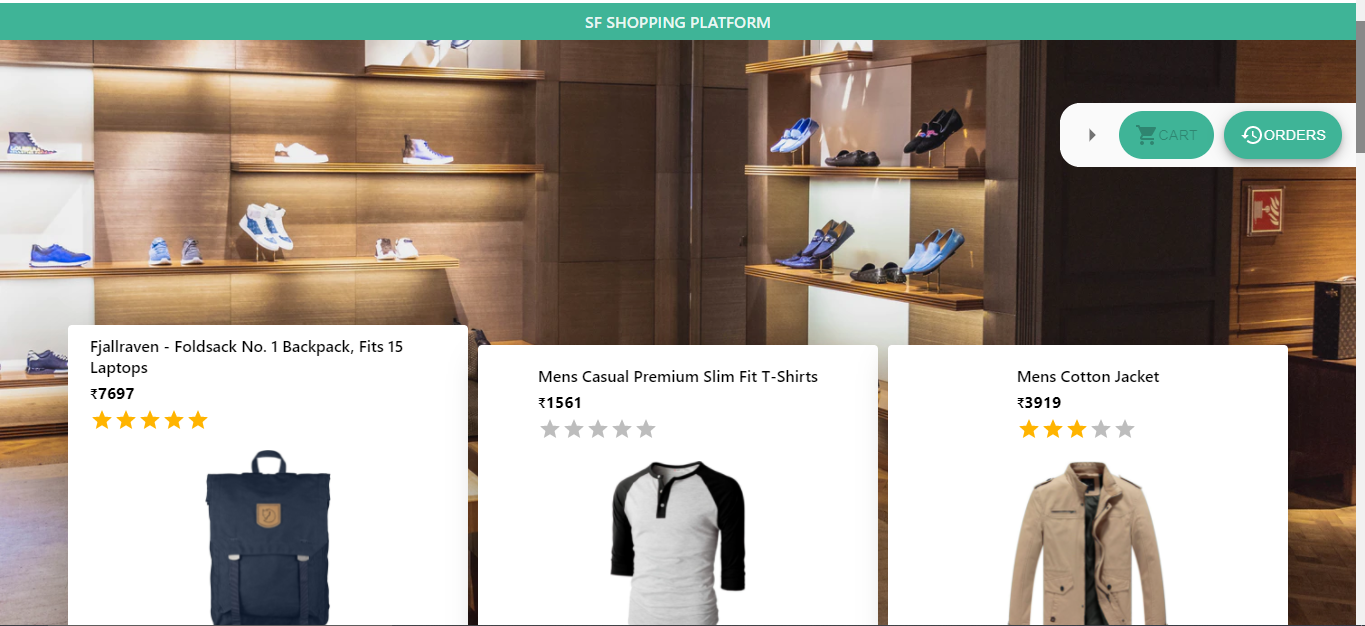 SF SHOPPING PLATFORM
CART
ORDERS
Fjallraven - Foldsack No. 1 Backpack, Fits 15
Laptops
₹7697
Mens Casual Premium Slim Fit T-Shirts
₹1561
Mens Cotton Jacket
₹3919